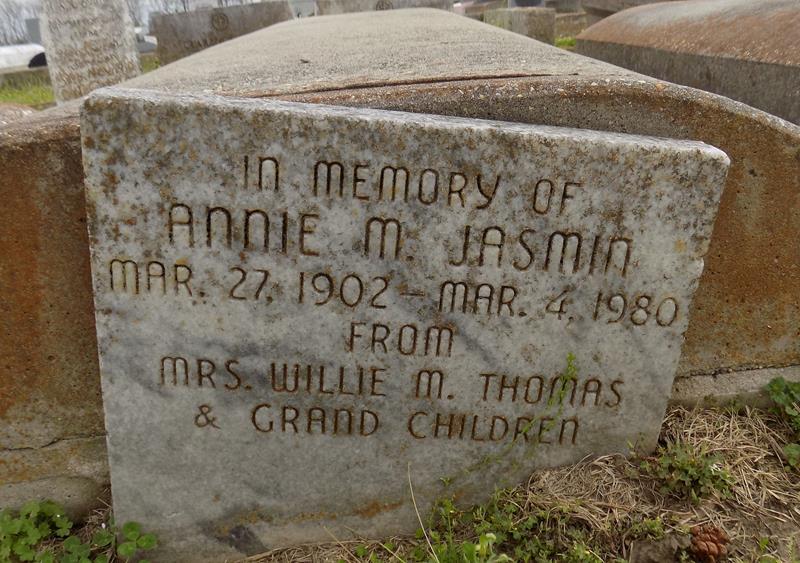 IN MEMORY OF
ANNIE M. JASMIN
MAR. 27, 1902 – MAR. 4, 1980
FROM
MRS. WILLIE M. THOMAS
& GRAND CHILDREN